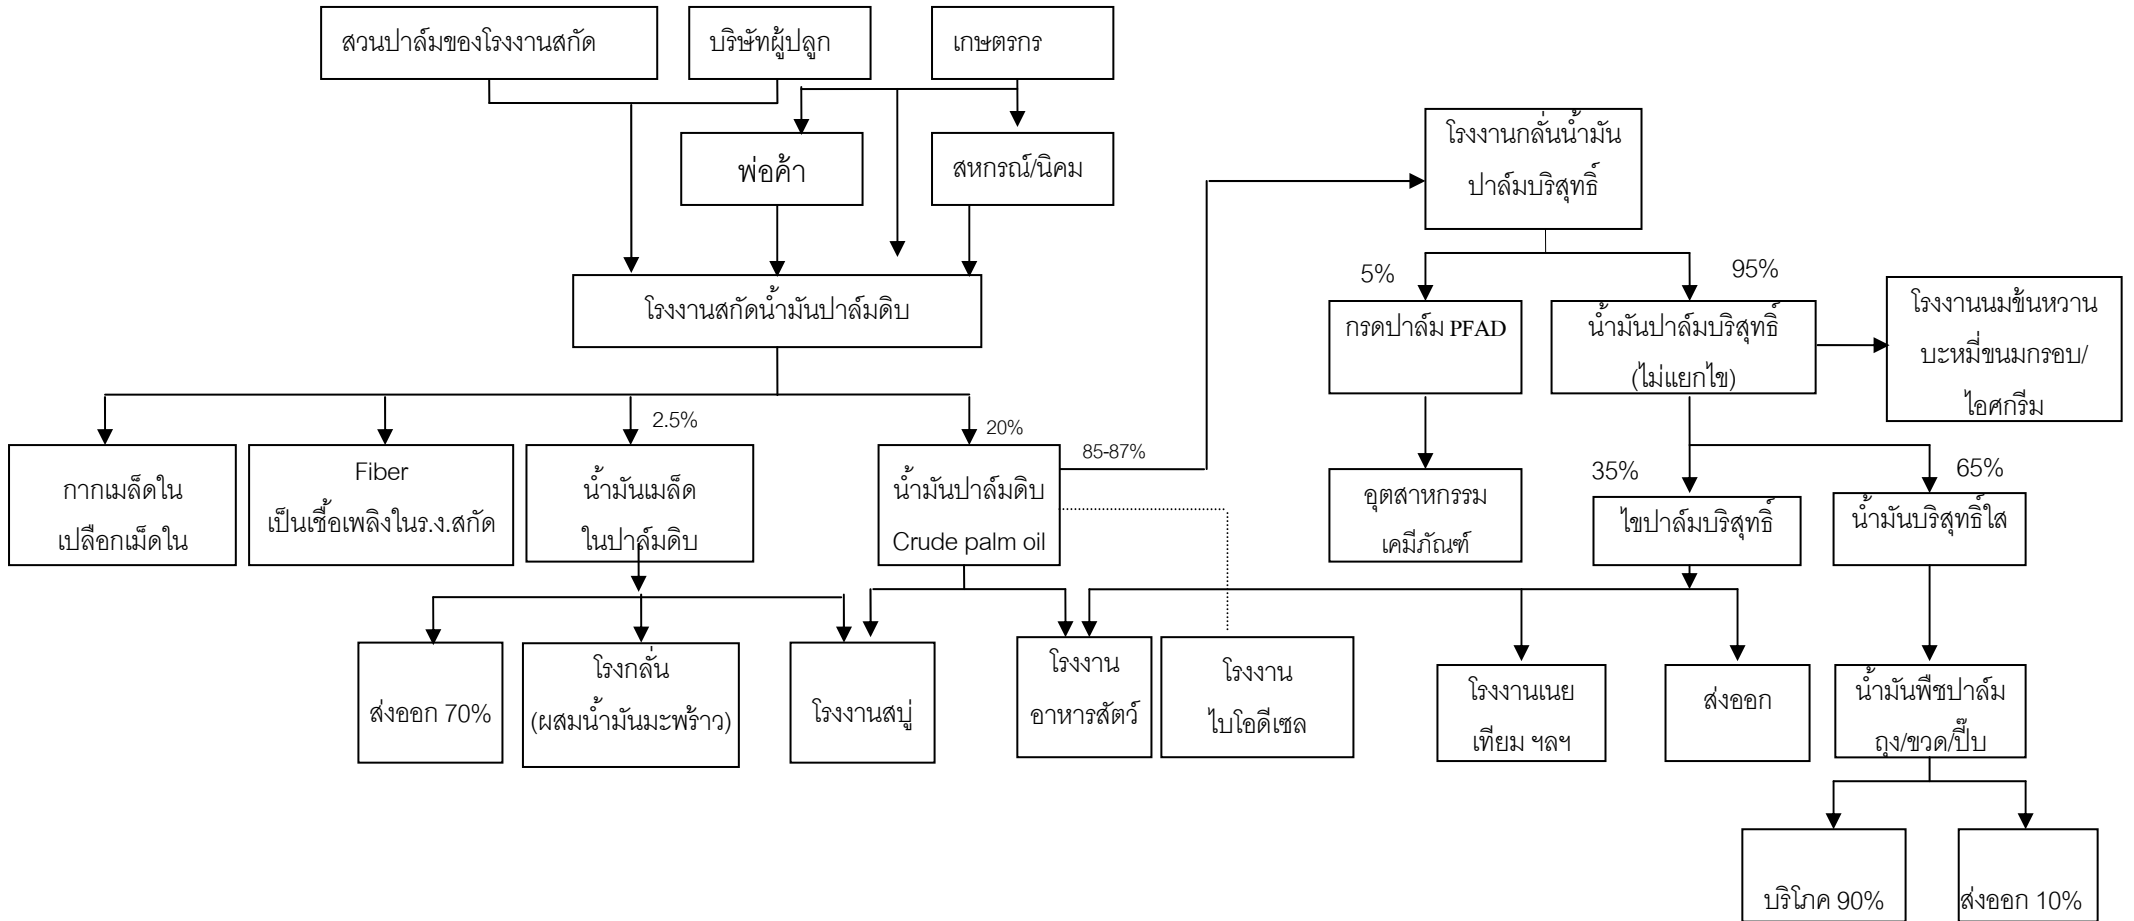 สวนปาล์มของโรงงานสกัด
บริษัทผู้ปลูก
เกษตรกร
พ่อค้า
สหกรณ์/นิคม
โรงงานกลั่นน้ำมัน
ปาล์มบริสุทธิ์
โรงงานสกัดน้ำมันปาล์มดิบ
5%
95%
กรดปาล์ม PFAD
น้ำมันปาล์มบริสุทธิ์
(ไม่แยกไข)
โรงงานนมข้นหวาน
บะหมี่ขนมกรอบ/
ไอศกรีม
2.5%
20%
85-87%
กากเมล็ดใน
เปลือกเม็ดใน
Fiber
เป็นเชื้อเพลิงในร.ง.สกัด
น้ำมันเมล็ด
ในปาล์มดิบ
น้ำมันปาล์มดิบ
Crude palm oil
อุตสาหกรรม
เคมีภัณฑ์
35%
65%
ไขปาล์มบริสุทธิ์
น้ำมันบริสุทธิ์ใส
ส่งออก 70%
โรงกลั่น
(ผสมน้ำมันมะพร้าว)
โรงงานสบู่
โรงงาน
อาหารสัตว์
โรงงาน
ไบโอดีเซล
โรงงานเนย
เทียม ฯลฯ
ส่งออก
น้ำมันพืชปาล์ม
ถุง/ขวด/ปี๊บ
บริโภค 90%
ส่งออก 10%